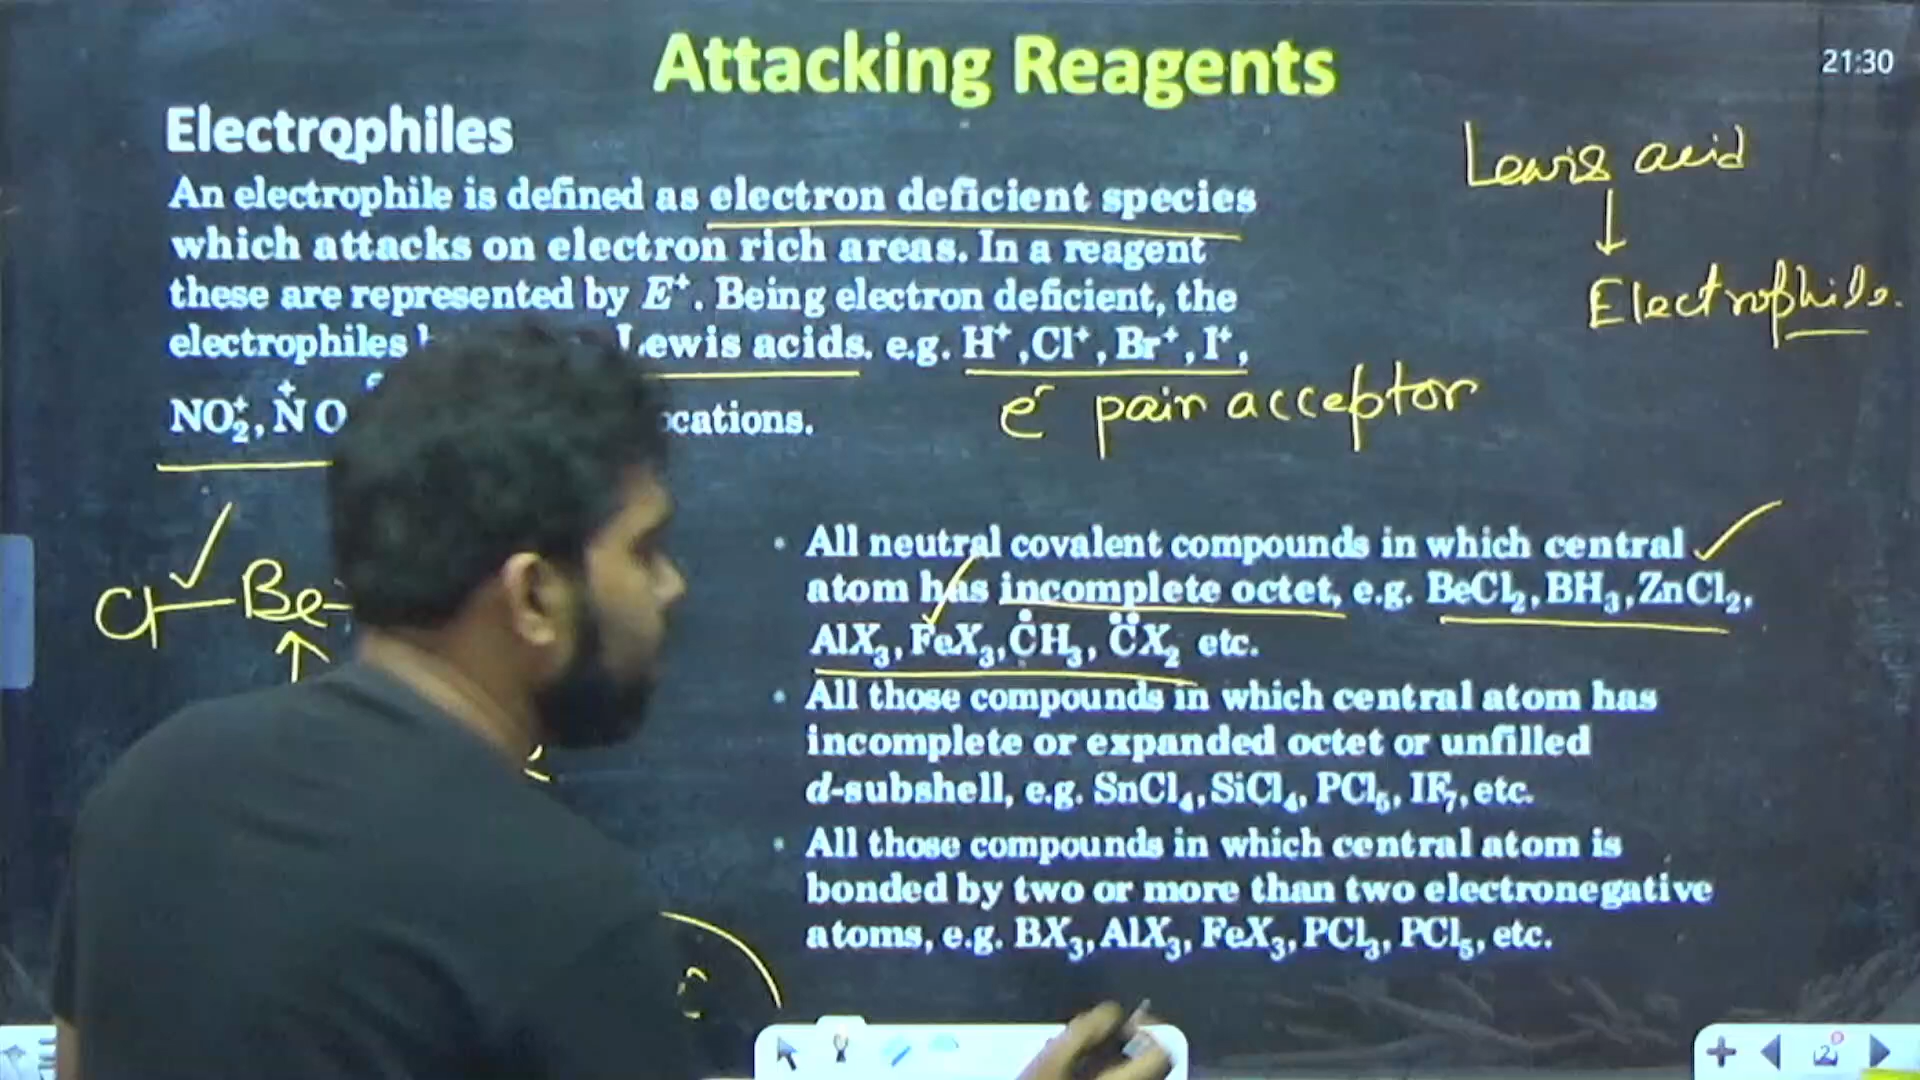 Attacking Reagents
21:30
Electrophiles
An electrophile is defined as electron deficient species
which attacks on electron rich areas. In a reagent
these are represented by E⁺. Being electron deficient, the
electrophiles Lewis acids. e.g. H⁺, Cl⁺, Br⁺, I⁺,
NO₂⁺, N⁺O
Lewis acid
↓
Electrophile.
e⁻ pair acceptor
Cl—Be—
↑
• All neutral covalent compounds in which central
atom has incomplete octet, e.g. BeCl₂, BH₃, ZnCl₂,
AlX₃, FeX₃, ĊH₃, C̈X₂ etc.
• All those compounds in which central atom has
incomplete or expanded octet or unfilled
d-subshell, e.g. SnCl₄, SiCl₄, PCl₅, IF₇, etc.
• All those compounds in which central atom is
bonded by two or more than two electronegative
atoms, e.g. BX₃, AlX₃, FeX₃, PCl₃, PCl₅, etc.
2